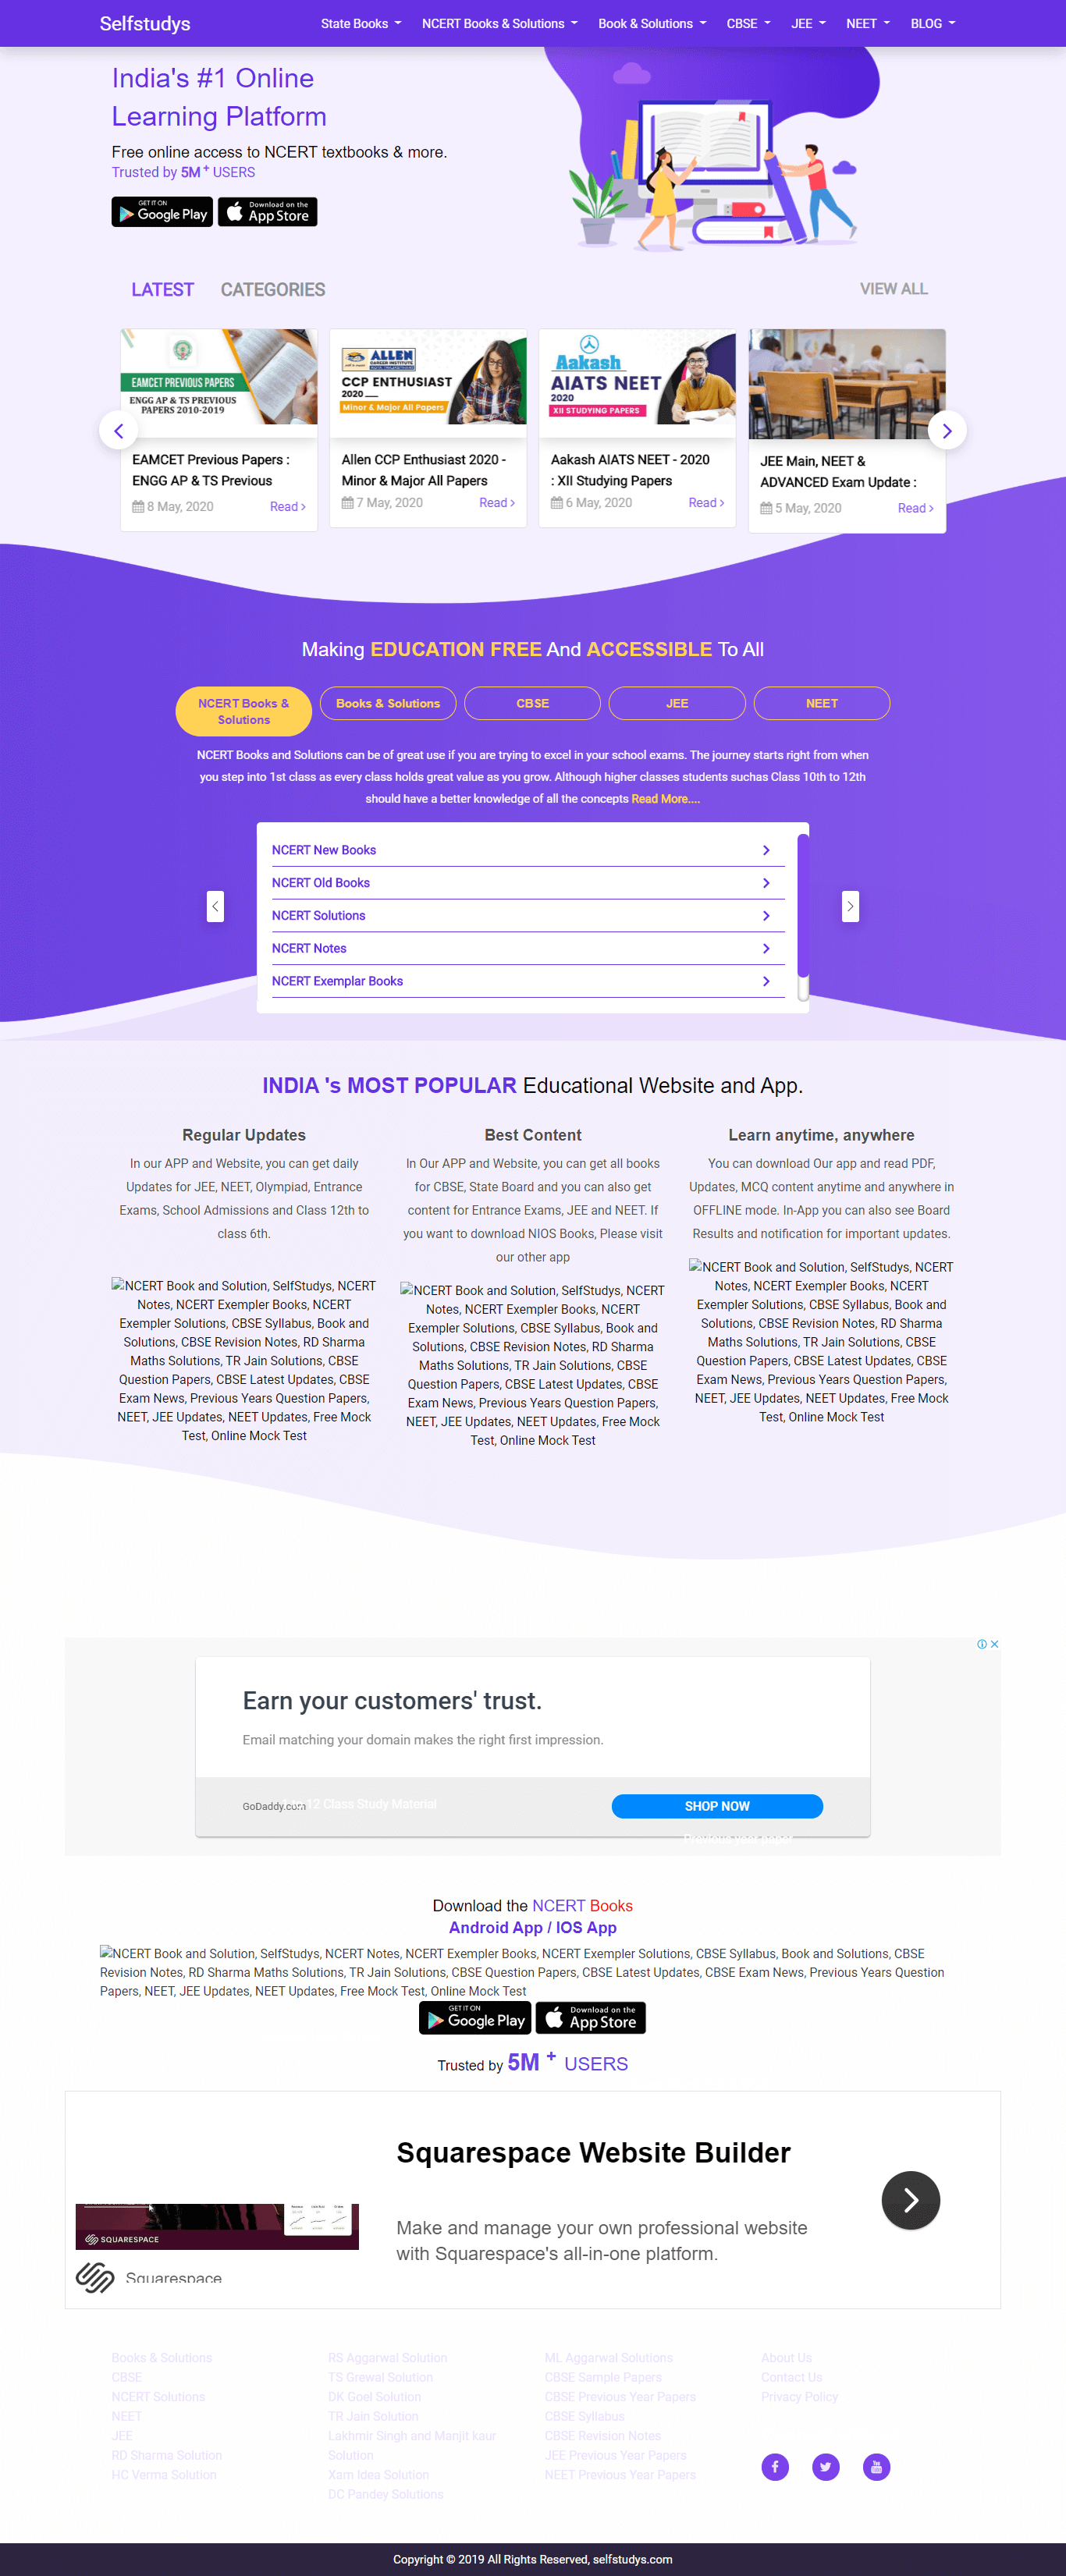 Selfstudys
State Books
NCERT Books & Solutions
Book & Solutions
CBSE
JEE
NEET
BLOG
India's #1 Online
Learning Platform
Free online access to NCERT textbooks & more.
Trusted by 5M + USERS
GET IT ON
Google Play
Download on the
App Store
LATEST
CATEGORIES
VIEW ALL
EAMCET PREVIOUS PAPERS
ENGG AP & TS PREVIOUS
PAPERS 2010-2019
EAMCET Previous Papers :
ENGG AP & TS Previous
8 May, 2020
Read
ALLEN
CAREER INSTITUTE
CCP ENTHUSIAST
2020
Minor & Major All Papers
Allen CCP Enthusiast 2020 -
Minor & Major All Papers
7 May, 2020
Read
Aakash
AIATS NEET
2020
XII STUDYING PAPERS
Aakash AIATS NEET - 2020
: XII Studying Papers
6 May, 2020
Read
JEE Main, NEET &
ADVANCED Exam Update :
5 May, 2020
Read
Making EDUCATION FREE And ACCESSIBLE To All
NCERT Books &
Solutions
Books & Solutions
CBSE
JEE
NEET
NCERT Books and Solutions can be of great use if you are trying to excel in your school exams. The journey starts right from when
you step into 1st class as every class holds great value as you grow. Although higher classes students suchas Class 10th to 12th
should have a better knowledge of all the concepts Read More....
NCERT New Books
NCERT Old Books
NCERT Solutions
NCERT Notes
NCERT Exemplar Books
INDIA 's MOST POPULAR Educational Website and App.
Regular Updates
In our APP and Website, you can get daily
Updates for JEE, NEET, Olympiad, Entrance
Exams, School Admissions and Class 12th to
class 6th.
NCERT Book and Solution, SelfStudys, NCERT
Notes, NCERT Exempler Books, NCERT
Exempler Solutions, CBSE Syllabus, Book and
Solutions, CBSE Revision Notes, RD Sharma
Maths Solutions, TR Jain Solutions, CBSE
Question Papers, CBSE Latest Updates, CBSE
Exam News, Previous Years Question Papers,
NEET, JEE Updates, NEET Updates, Free Mock
Test, Online Mock Test
Best Content
In Our APP and Website, you can get all books
for CBSE, State Board and you can also get
content for Entrance Exams, JEE and NEET. If
you want to download NIOS Books, Please visit
our other app
NCERT Book and Solution, SelfStudys, NCERT
Notes, NCERT Exempler Books, NCERT
Exempler Solutions, CBSE Syllabus, Book and
Solutions, CBSE Revision Notes, RD Sharma
Maths Solutions, TR Jain Solutions, CBSE
Question Papers, CBSE Latest Updates, CBSE
Exam News, Previous Years Question Papers,
NEET, JEE Updates, NEET Updates, Free Mock
Test, Online Mock Test
Learn anytime, anywhere
You can download Our app and read PDF,
Updates, MCQ content anytime and anywhere in
OFFLINE mode. In-App you can also see Board
Results and notification for important updates.
NCERT Book and Solution, SelfStudys, NCERT
Notes, NCERT Exempler Books, NCERT
Exempler Solutions, CBSE Syllabus, Book and
Solutions, CBSE Revision Notes, RD Sharma
Maths Solutions, TR Jain Solutions, CBSE
Question Papers, CBSE Latest Updates, CBSE
Exam News, Previous Years Question Papers,
NEET, JEE Updates, NEET Updates, Free Mock
Test, Online Mock Test
Earn your customers' trust.
Email matching your domain makes the right first impression.
GoDaddy.com
12 Class Study Material
SHOP NOW
Download the NCERT Books
Android App / IOS App
NCERT Book and Solution, SelfStudys, NCERT Notes, NCERT Exempler Books, NCERT Exempler Solutions, CBSE Syllabus, Book and Solutions, CBSE
Revision Notes, RD Sharma Maths Solutions, TR Jain Solutions, CBSE Question Papers, CBSE Latest Updates, CBSE Exam News, Previous Years Question
Papers, NEET, JEE Updates, NEET Updates, Free Mock Test, Online Mock Test
GET IT ON
Google Play
Download on the
App Store
Trusted by 5M + USERS
Squarespace Website Builder
Make and manage your own professional website
with Squarespace's all-in-one platform.
SQUARESPACE
Squarespace
Books & Solutions
CBSE
NCERT Solutions
NEET
JEE
RD Sharma Solution
HC Verma Solution
RS Aggarwal Solution
TS Grewal Solution
DK Goel Solution
TR Jain Solution
Lakhmir Singh and Manjit kaur
Solution
Xam Idea Solution
DC Pandey Solutions
ML Aggarwal Solutions
CBSE Sample Papers
CBSE Previous Year Papers
CBSE Syllabus
CBSE Revision Notes
JEE Previous Year Papers
NEET Previous Year Papers
About Us
Contact Us
Privacy Policy
Copyright © 2019 All Rights Reserved, selfstudys.com